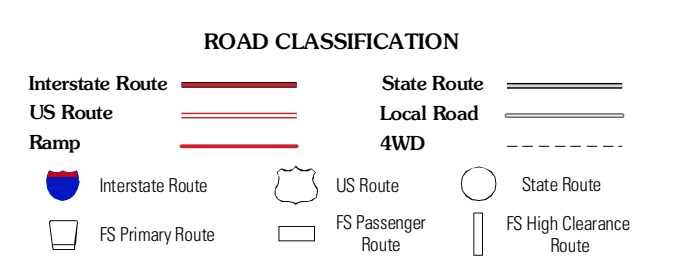 ROAD CLASSIFICATION
Interstate Route
State Route
US Route
Local Road
Ramp
4WD
Interstate Route
US Route
State Route
FS Primary Route
FS Passenger
Route
FS High Clearance
Route